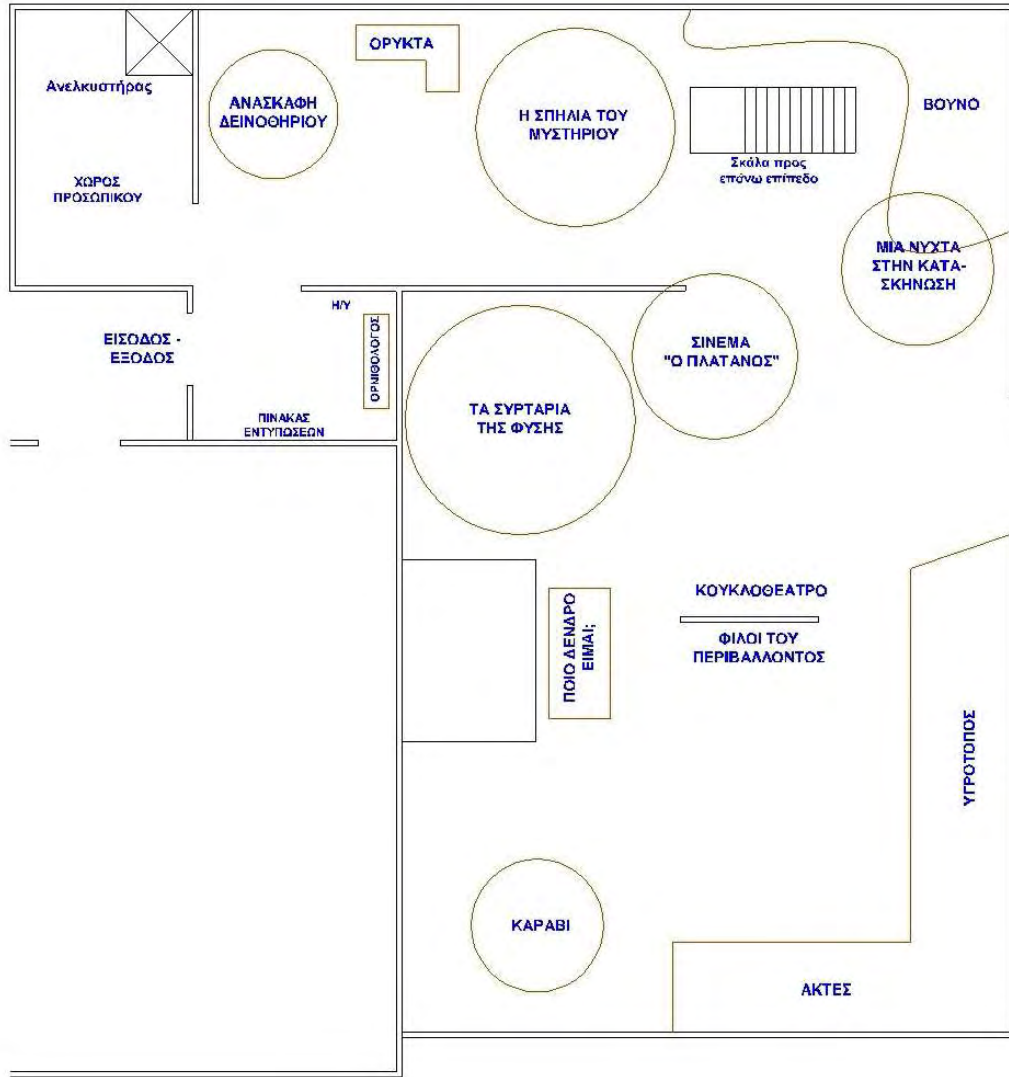 ΟΡΥΚΤΑ
Ανελκυστήρας
ΑΝΑΣΚΑΦΗ
ΔΕΙΝΟΘΗΡΙΟΥ
Η ΣΠΗΛΙΑ ΤΟΥ
ΜΥΣΤΗΡΙΟΥ
ΒΟΥΝΟ
Σκάλα προς
επάνω επίπεδο
ΧΩΡΟΣ
ΠΡΟΣΩΠΙΚΟΥ
ΜΙΑ ΝΥΧΤΑ
ΣΤΗΝ ΚΑΤΑ-
ΣΚΗΝΩΣΗ
Η/Υ
ΕΙΣΟΔΟΣ -
ΕΞΟΔΟΣ
ΟΡΝΙΘΟΛΟΓΟΣ
ΣΙΝΕΜΑ
"Ο ΠΛΑΤΑΝΟΣ"
ΠΙΝΑΚΑΣ
ΕΝΤΥΠΩΣΕΩΝ
ΤΑ ΣΥΡΤΑΡΙΑ
ΤΗΣ ΦΥΣΗΣ
ΚΟΥΚΛΟΘΕΑΤΡΟ
ΠΟΙΟ ΔΕΝΔΡΟ
ΕΙΜΑΙ;
ΦΙΛΟΙ ΤΟΥ
ΠΕΡΙΒΑΛΛΟΝΤΟΣ
ΥΓΡΟΤΟΠΟΣ
ΚΑΡΑΒΙ
ΑΚΤΕΣ